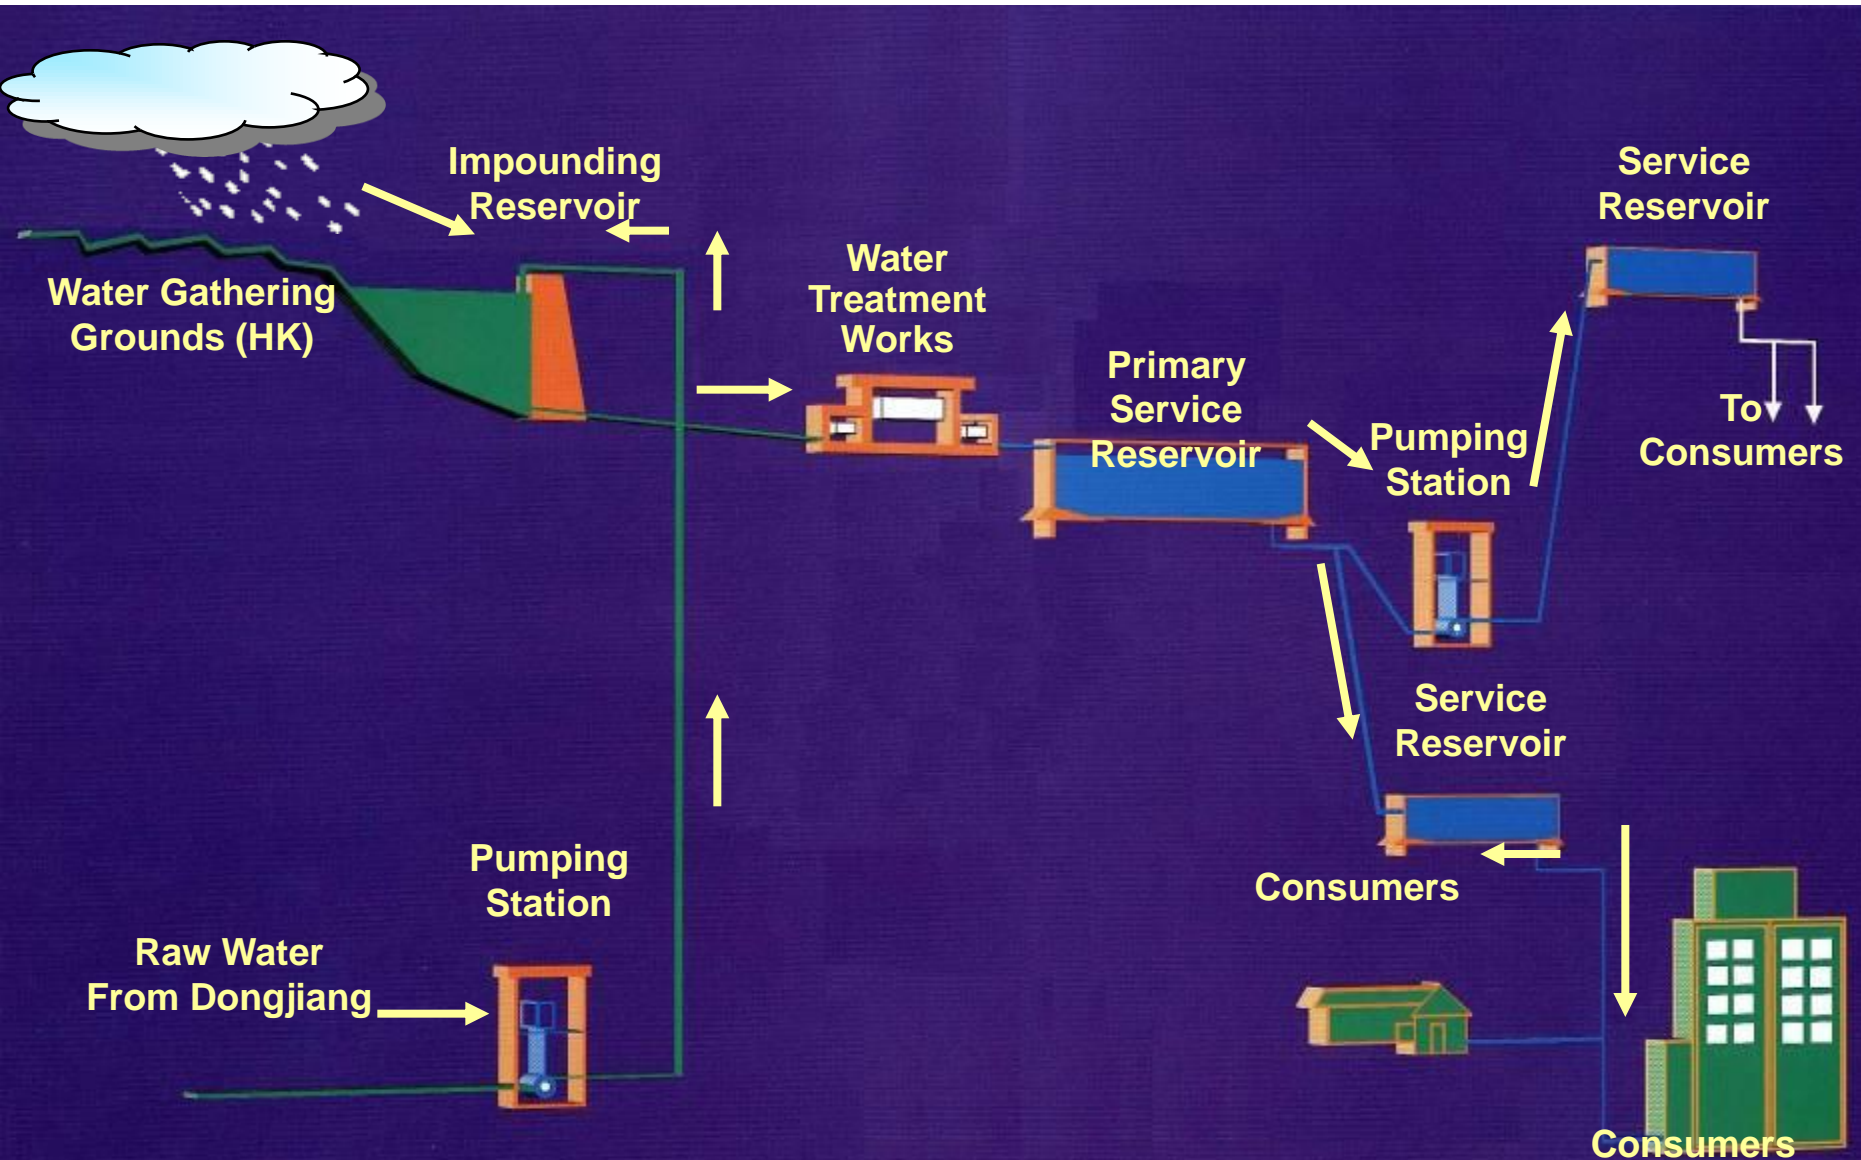 Impounding
Reservoir
Service
Reservoir
Water Gathering
Grounds (HK)
Water
Treatment
Works
Primary
Service
Reservoir
Pumping
Station
To
Consumers
Service
Reservoir
Pumping
Station
Consumers
Raw Water
From Dongjiang
Consumers